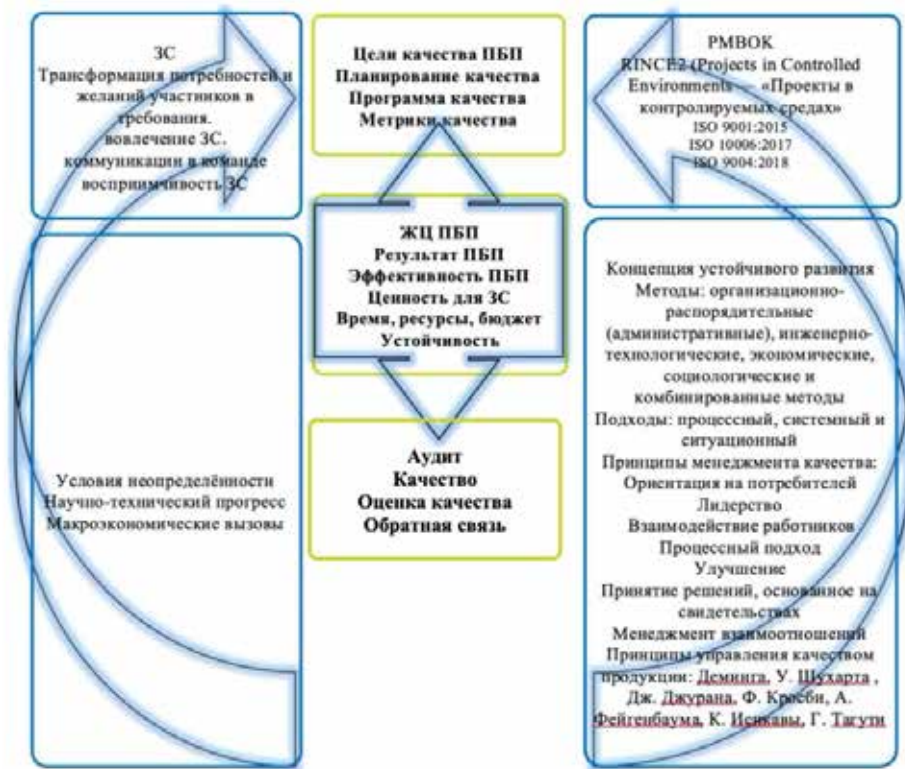 ЗС
Трансформация потребностей и
желаний участников в
требования.
вовлечение ЗС.
коммуникации в команде
восприимчивость ЗС
Цели качества ПБП
Планирование качества
Программа качества
Метрики качества
PMBOK
RINCE2 (Projects in Controlled
Environments — «Проекты в
контролируемых средах»
ISO 9001:2015
ISO 10006:2017
ISO 9004:2018
ЖЦ ПБП
Результат ПБП
Эффективность ПБП
Ценность для ЗС
Время, ресурсы, бюджет
Устойчивость
Условия неопределённости
Научно-технический прогресс
Макроэкономические вызовы
Аудит
Качество
Оценка качества
Обратная связь
Концепция устойчивого развития
Методы: организационно-
распорядительные
(административные), инженерно-
технологические, экономические,
социологические и
комбинированные методы
Подходы: процессный, системный и
ситуационный
Принципы менеджмента качества:
Ориентация на потребителей
Лидерство
Взаимодействие работников
Процессный подход
Улучшение
Принятие решений, основанное на
свидетельствах
Менеджмент взаимоотношений
Принципы управления качеством
продукции: Деминга, У. Шухарта ,
Дж. Джурана, Ф. Кросби, А.
Фейгенбаума, К. Исикавы, Г. Тагути